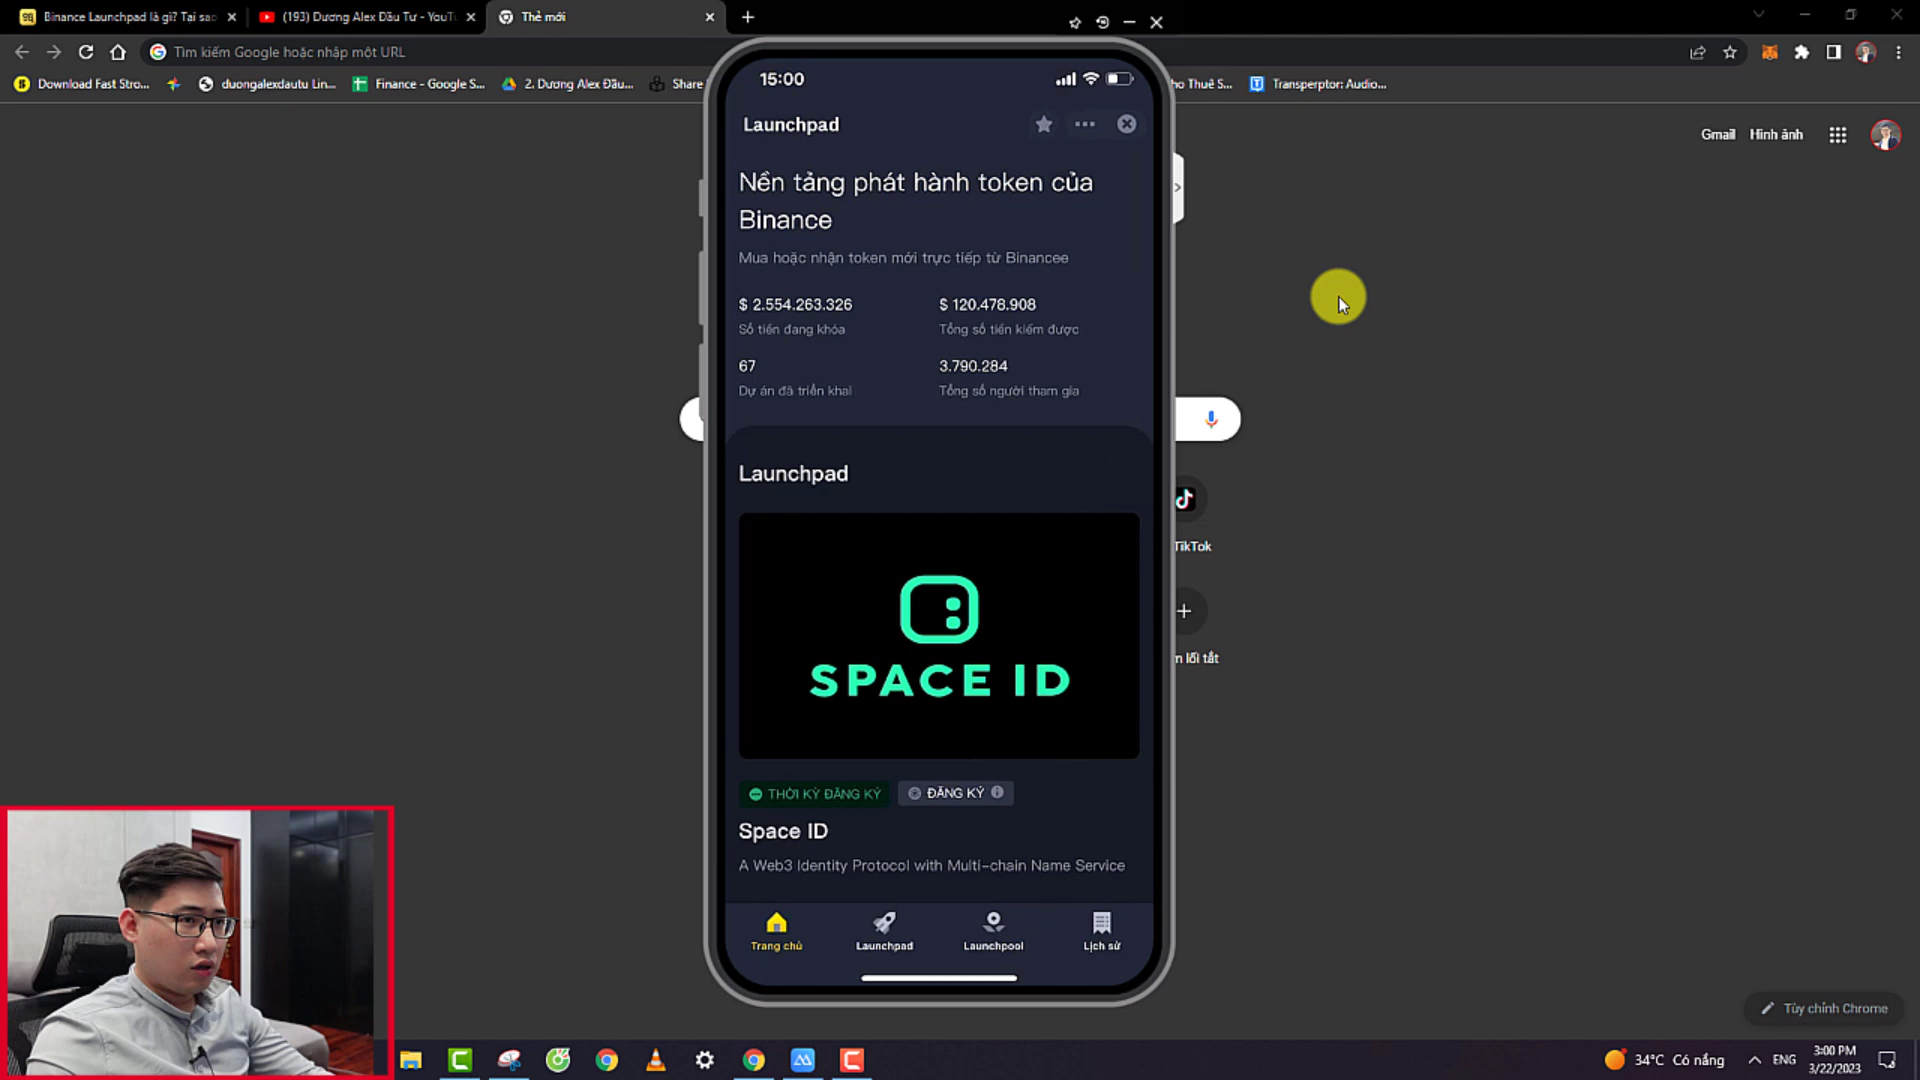 Binance Launchpad là gì? Tại sao
(193) Dương Alex Đầu Tư - YouTu
Thẻ mới
Tìm kiếm Google hoặc nhập một URL
Download Fast Stro...
duongalexdautu Lin...
Finance - Google S...
2. Dương Alex Đầu...
Share
ho Thuê S...
Transperptor: Audio...
Gmail
Hình ảnh
15:00
Launchpad
Nền tảng phát hành token của
Binance
Mua hoặc nhận token mới trực tiếp từ Binancee
$ 2.554.263.326
$ 120.478.908
Số tiền đang khóa
Tổng số tiền kiếm được
67
3.790.284
Dự án đã triển khai
Tổng số người tham gia
Launchpad
SPACE ID
TikTok
m lối tắt
THỜI KỲ ĐĂNG KÝ
ĐĂNG KÝ
Space ID
A Web3 Identity Protocol with Multi-chain Name Service
Trang chủ
Launchpad
Launchpool
Lịch sử
Tùy chỉnh Chrome
34°C Có nắng
ENG
3:00 PM
3/22/2023